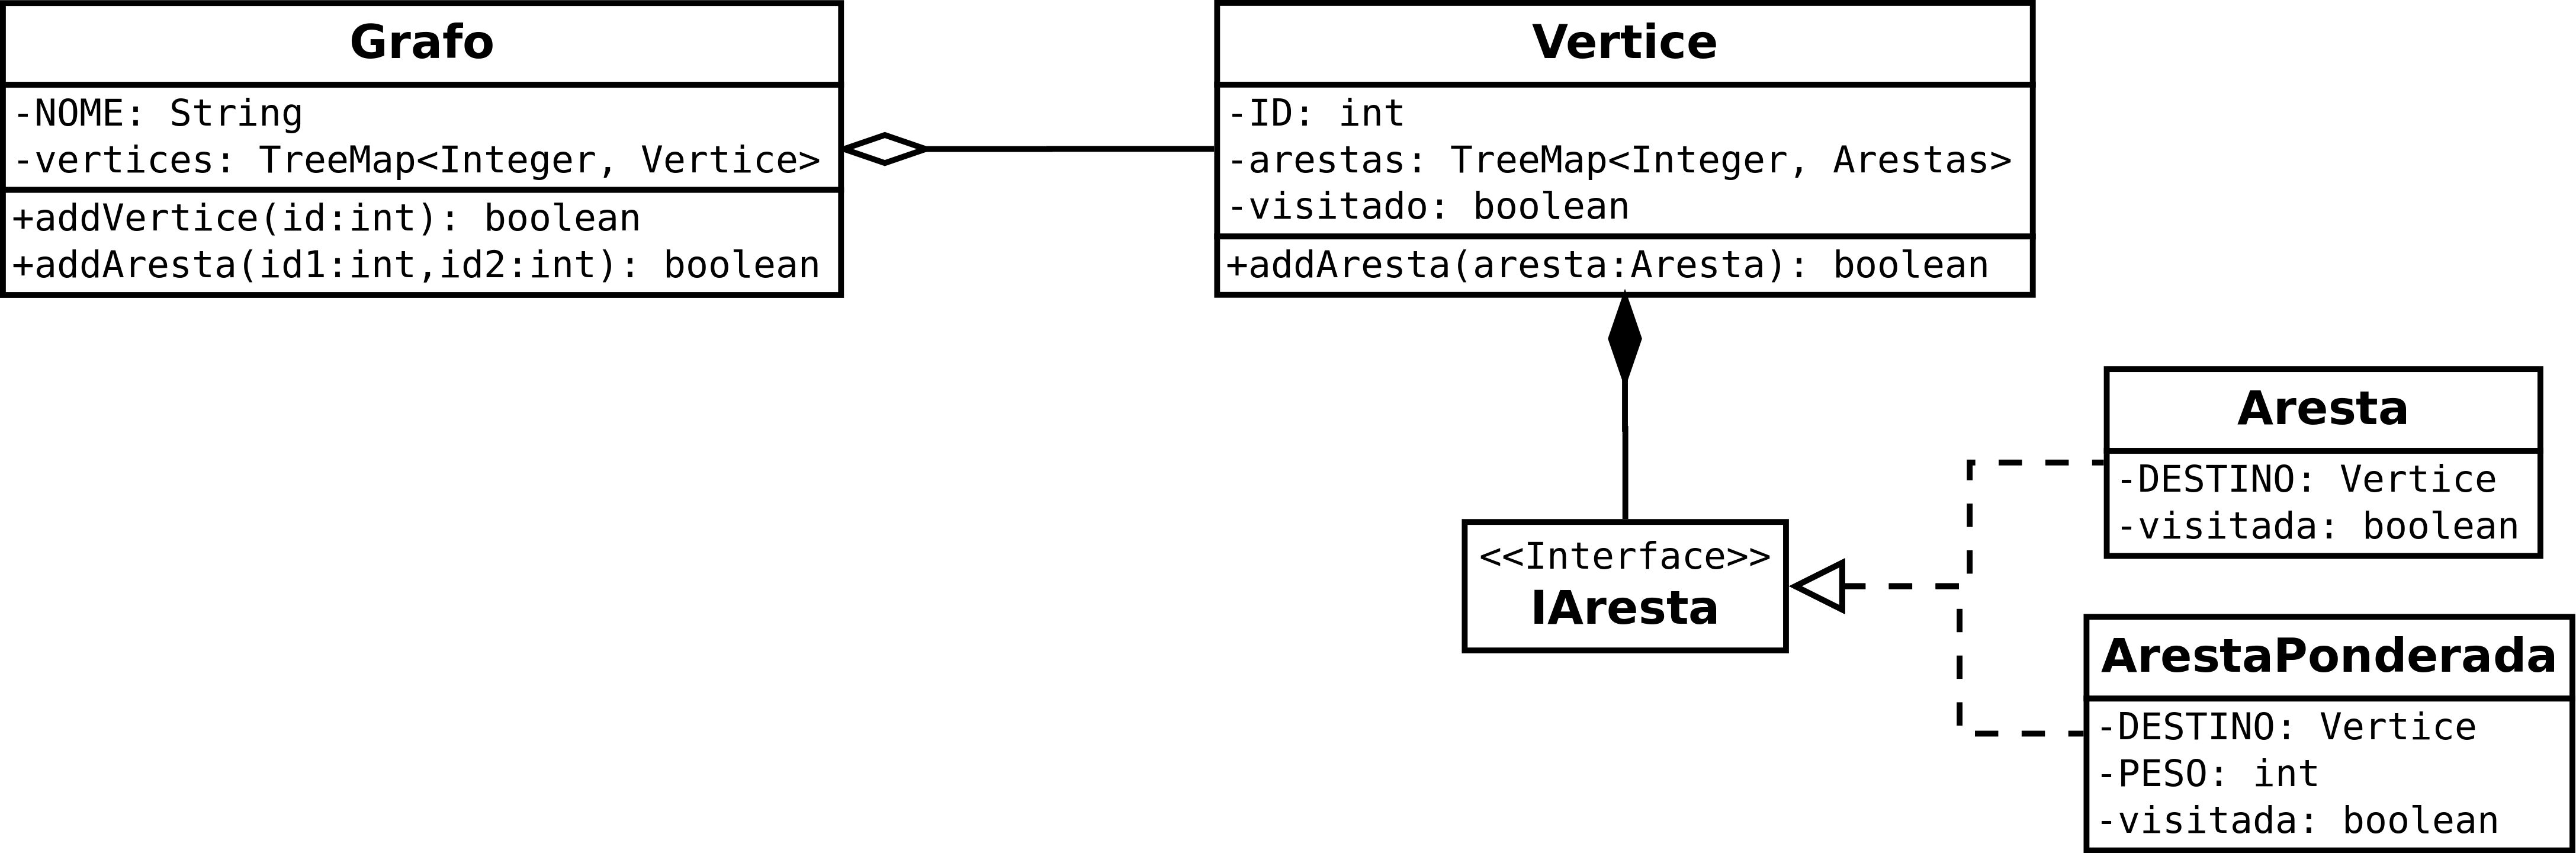 Grafo
-NOME: String
-vertices: TreeMap<Integer, Vertice>
+addVertice(id:int): boolean
+addAresta(id1:int,id2:int): boolean
Vertice
-ID: int
-arestas: TreeMap<Integer, Arestas>
-visitado: boolean
+addAresta(aresta:Aresta): boolean
<<Interface>>
IAresta
Aresta
-DESTINO: Vertice
-visitada: boolean
ArestaPonderada
-DESTINO: Vertice
-PESO: int
-visitada: boolean